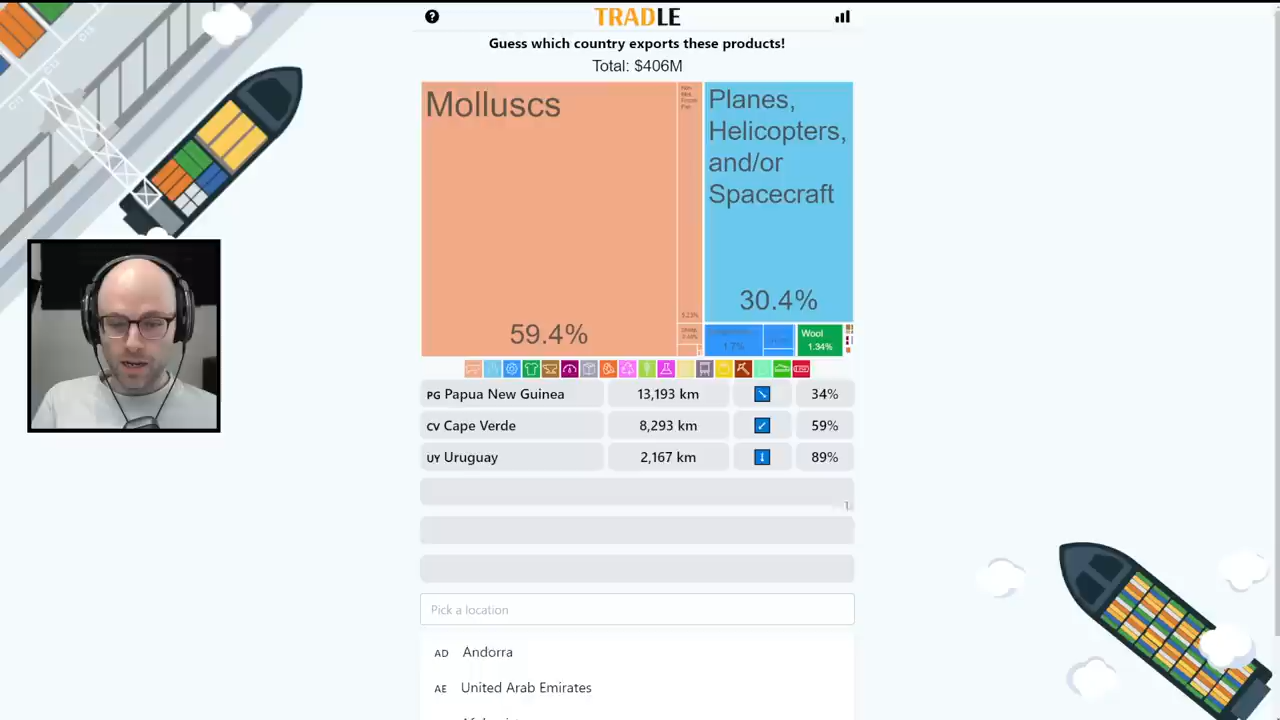 TRADLE
Guess which country exports these products!
Total: $406M
Molluscs
59.4%
Planes,
Helicopters,
and/or
Spacecraft
30.4%
1.7%
Wool
1.34%
PG Papua New Guinea 13,193 km 34%
CV Cape Verde 8,293 km 59%
UY Uruguay 2,167 km 89%
Pick a location
AD Andorra
AE United Arab Emirates